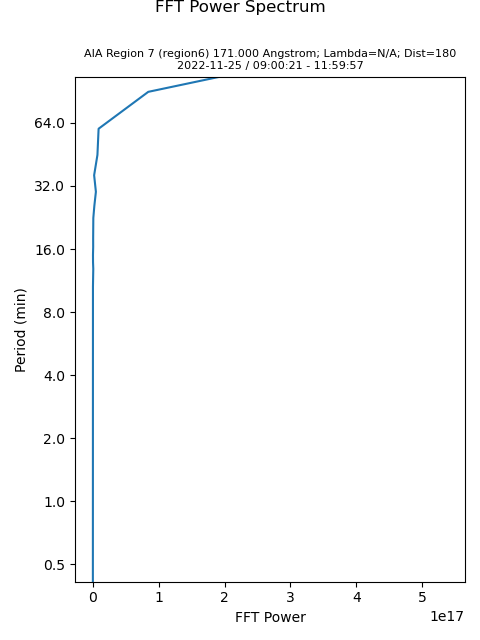 FFT Power Spectrum
AIA Region 7 (region6) 171.000 Angstrom; Lambda=N/A; Dist=180
2022-11-25 / 09:00:21 - 11:59:57
64.0
32.0
16.0
8.0
4.0
2.0
1.0
0.5
Period (min)
0 1 2 3 4 5
1e17
FFT Power